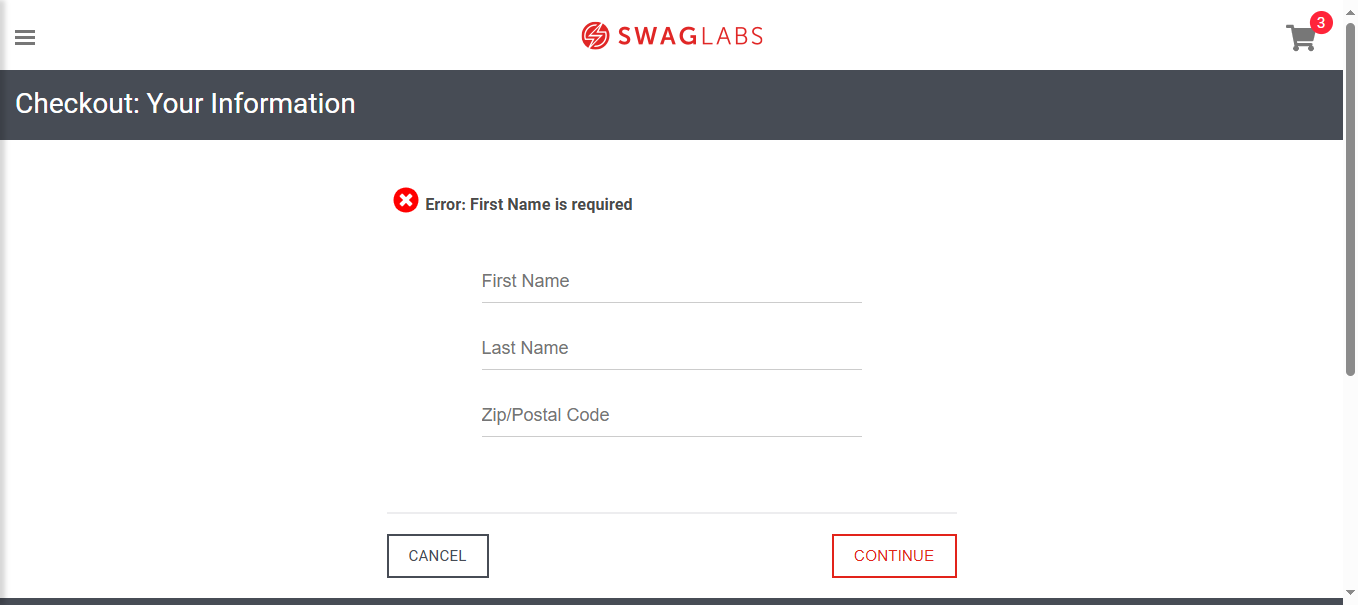 SWAGLABS
3
Checkout: Your Information
Error: First Name is required
First Name
Last Name
Zip/Postal Code
CANCEL
CONTINUE